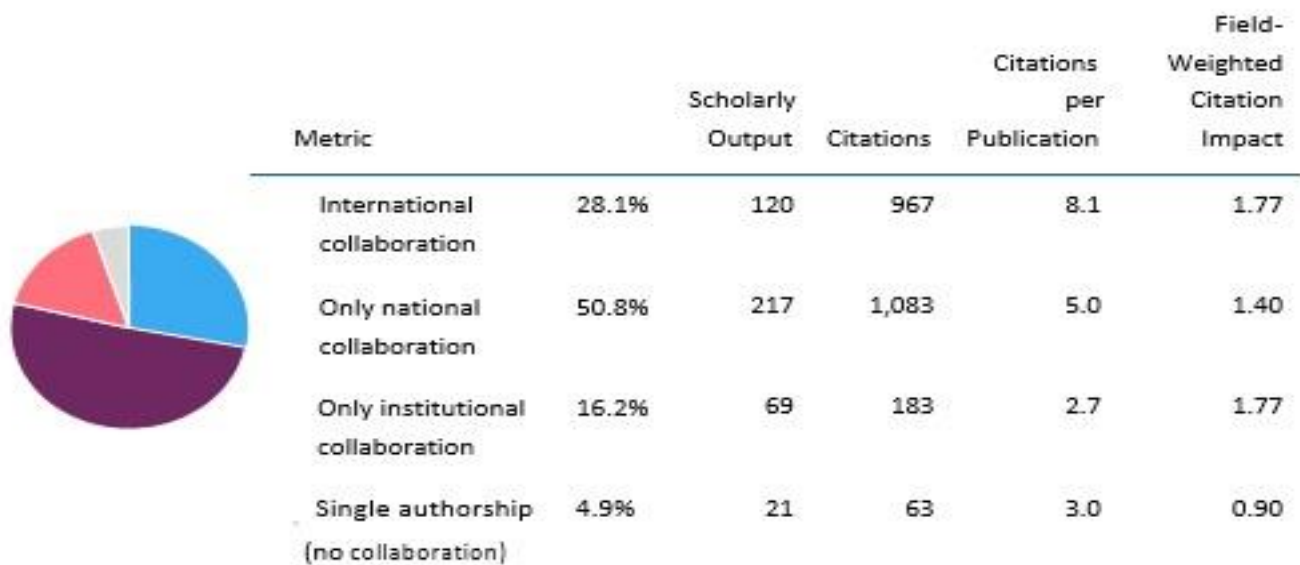 Field-
Weighted
Citation
Impact
Citations
per
Publication
Scholarly
Output
Citations
Metric
International
collaboration
28.1% 120 967 8.1 1.77
Only national
collaboration
50.8% 217 1,083 5.0 1.40
Only institutional
collaboration
16.2% 69 183 2.7 1.77
Single authorship
(no collaboration)
4.9% 21 63 3.0 0.90